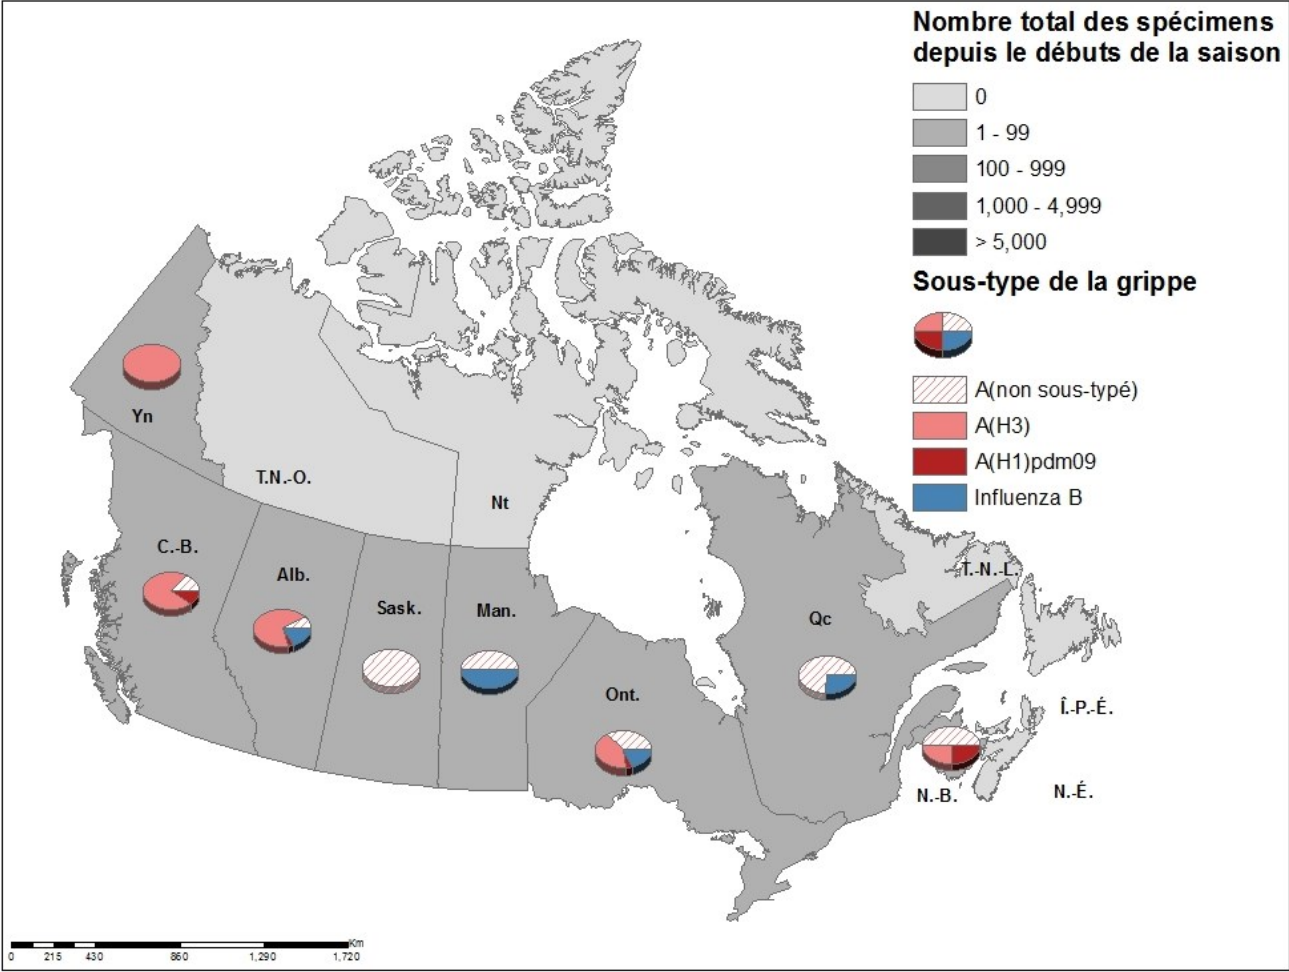 Nombre total des spécimens
depuis le débuts de la saison
0
1 - 99
100 - 999
1,000 - 4,999
> 5,000
Sous-type de la grippe
A(non sous-typé)
A(H3)
A(H1)pdm09
Influenza B
Yn
T.N.-O.
Nt
C.-B.
Alb.
Sask.
Man.
Ont.
Qc
T.-N.-L.
Î.-P.-É.
N.-B.
N.-É.
Km
0 215 430 860 1,290 1,720